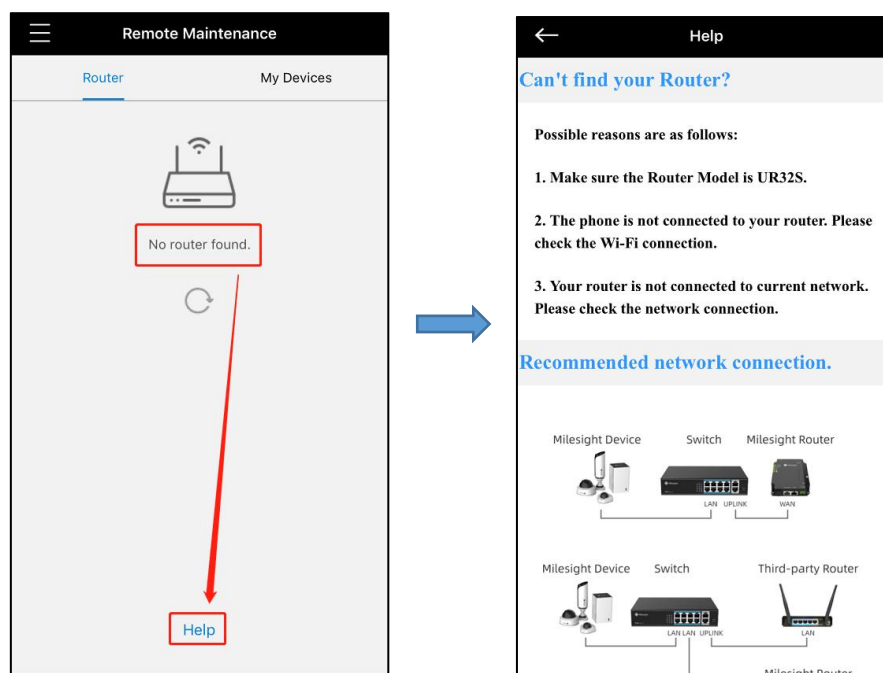 Remote Maintenance
Router
My Devices
No router found.
Help
Help
Can't find your Router?
Possible reasons are as follows:
1. Make sure the Router Model is UR32S.
2. The phone is not connected to your router. Please
check the Wi-Fi connection.
3. Your router is not connected to current network.
Please check the network connection.
Recommended network connection.
Milesight Device
Switch
Milesight Router
LAN
UPLINK
WAN
Milesight Device
Switch
Third-party Router
LAN
LAN
UPLINK
LAN
Milesight Router